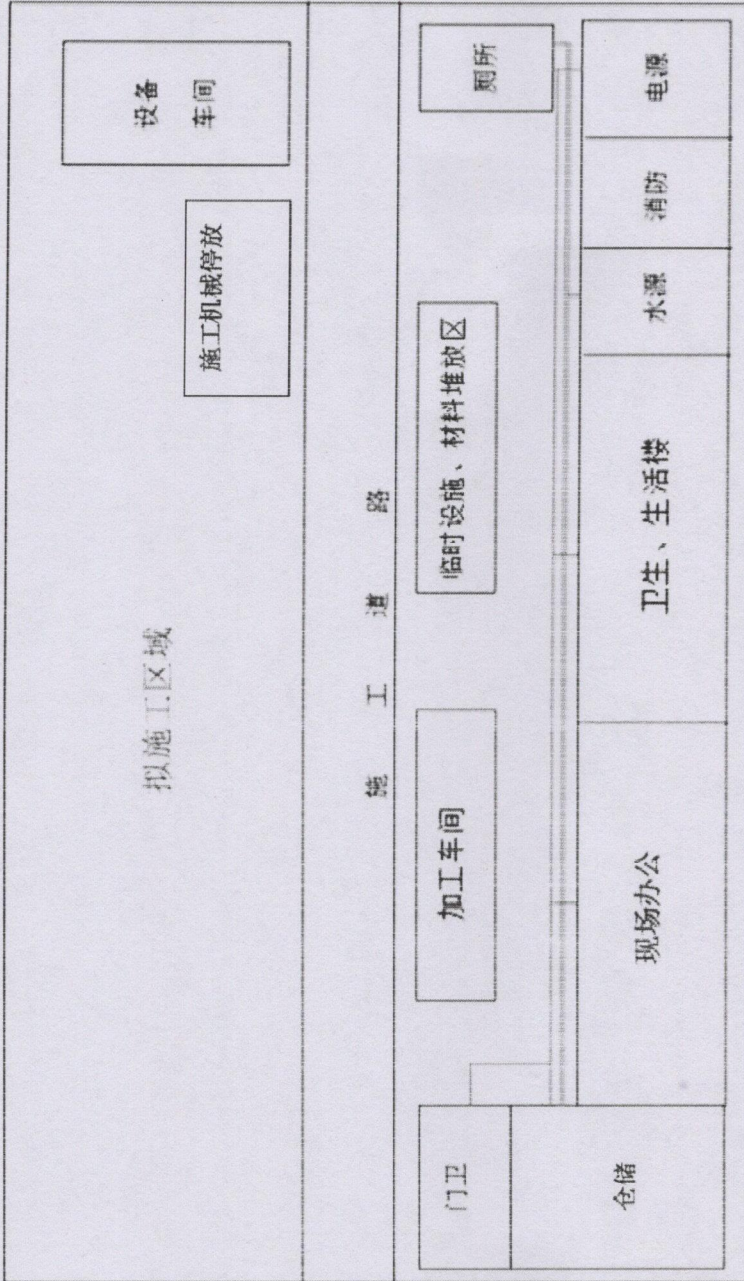 设备
车间
施工机械停放
拟施工区域
施工道路
厕所
临时设施、材料堆放区
加工车间
门卫
仓储
现场办公
卫生、生活楼
水源
消防
电源